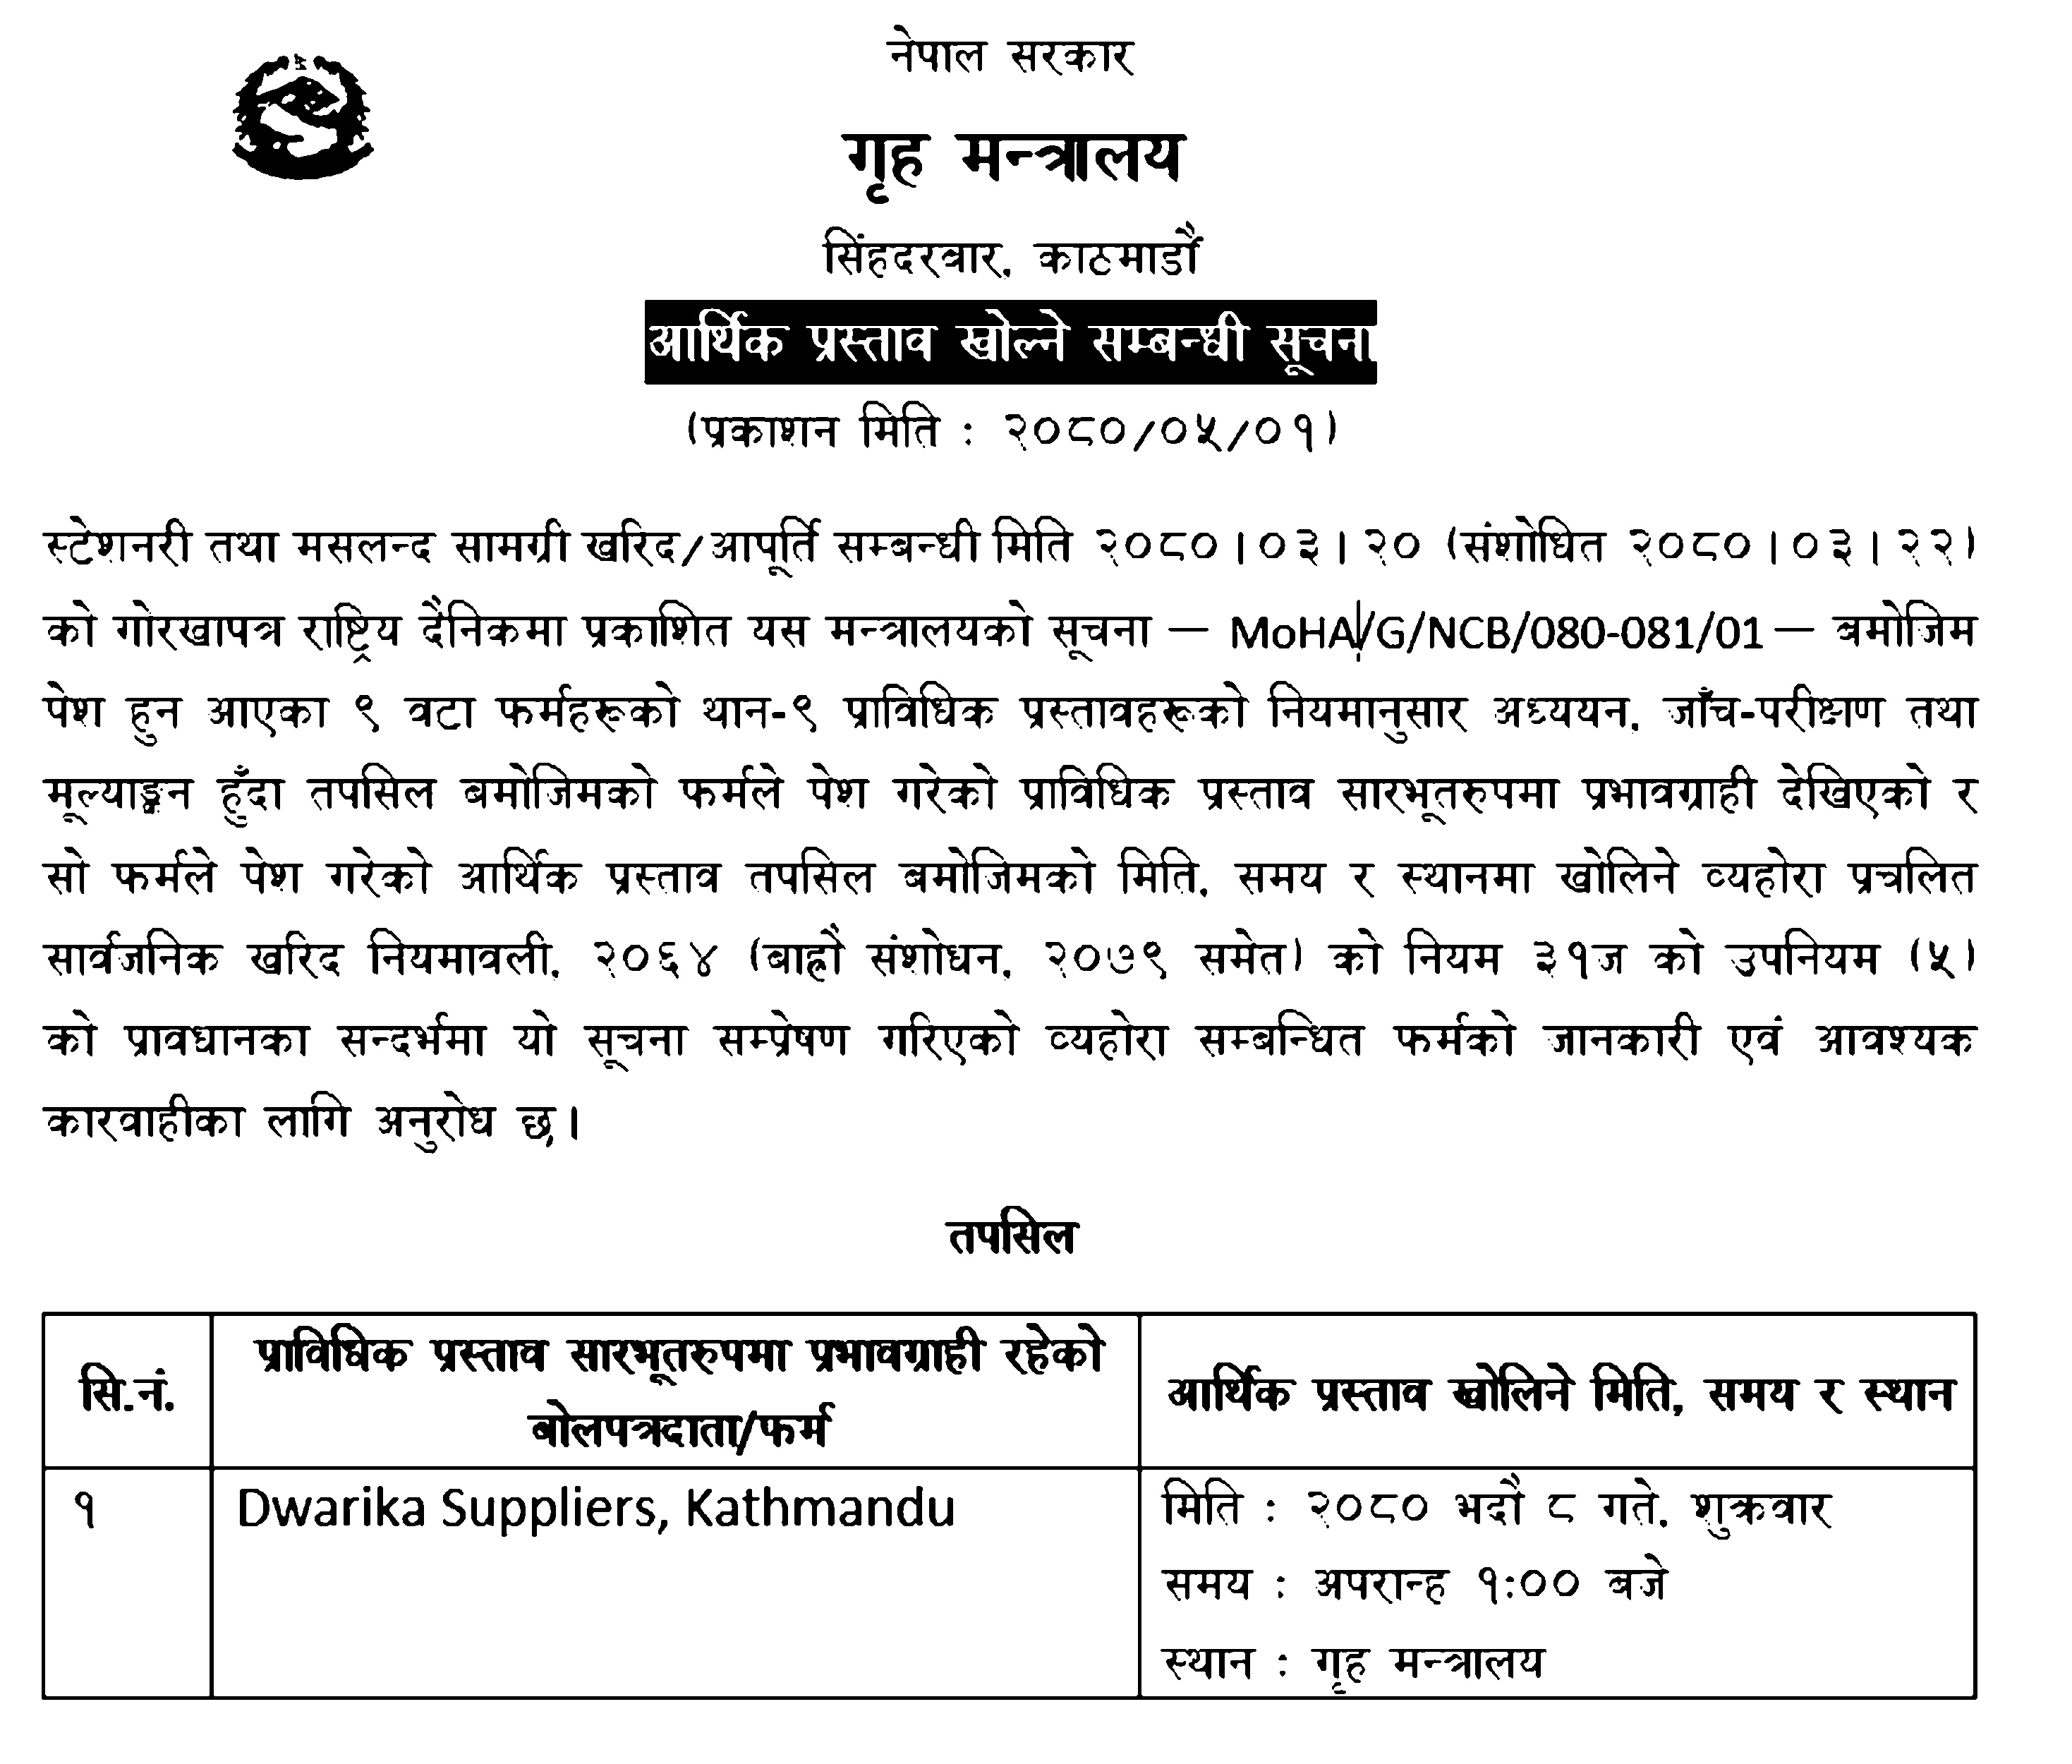 नेपाल सरकार
गृह मन्त्रालय
सिंहदरबार, काठमाडौं
आर्थिक प्रस्ताव खोल्ने सम्बन्धी सूचना
(प्रकाशन मिति : २०८०/०५/०१)
स्टेशनरी तथा मसलन्द सामग्री खरिद/आपूर्ति सम्बन्धी मिति २०८०।०३।२० (संशोधित २०८०।०३।२२)
को गोरखापत्र राष्ट्रिय दैनिकमा प्रकाशित यस मन्त्रालयको सूचना — MoHA/G/NCB/080-081/01 — बमोजिम
पेश हुन आएका ९ वटा फर्महरूको थान-९ प्राविधिक प्रस्तावहरूको नियमानुसार अध्ययन, जाँच-परीक्षण तथा
मूल्याङ्कन हुँदा तपसिल बमोजिमको फर्मले पेश गरेको प्राविधिक प्रस्ताव सारभूतरुपमा प्रभावग्राही देखिएको र
सो फर्मले पेश गरेको आर्थिक प्रस्ताव तपसिल बमोजिमको मिति, समय र स्थानमा खोलिने व्यहोरा प्रचलित
सार्वजनिक खरिद नियमावली, २०६४ (बाह्रौं संशोधन, २०७९ समेत) को नियम ३१ज को उपनियम (५)
को प्रावधानका सन्दर्भमा यो सूचना सम्प्रेषण गरिएको व्यहोरा सम्बन्धित फर्मको जानकारी एवं आवश्यक
कारवाहीका लागि अनुरोध छ।
तपसिल
सि.नं.
प्राविधिक प्रस्ताव सारभूतरुपमा प्रभावग्राही रहेको
बोलपत्रदाता/फर्म
आर्थिक प्रस्ताव खोलिने मिति, समय र स्थान
१
Dwarika Suppliers, Kathmandu
मिति : २०८० भदौ ८ गते, शुक्रवार
समय : अपरान्ह १:०० बजे
स्थान : गृह मन्त्रालय